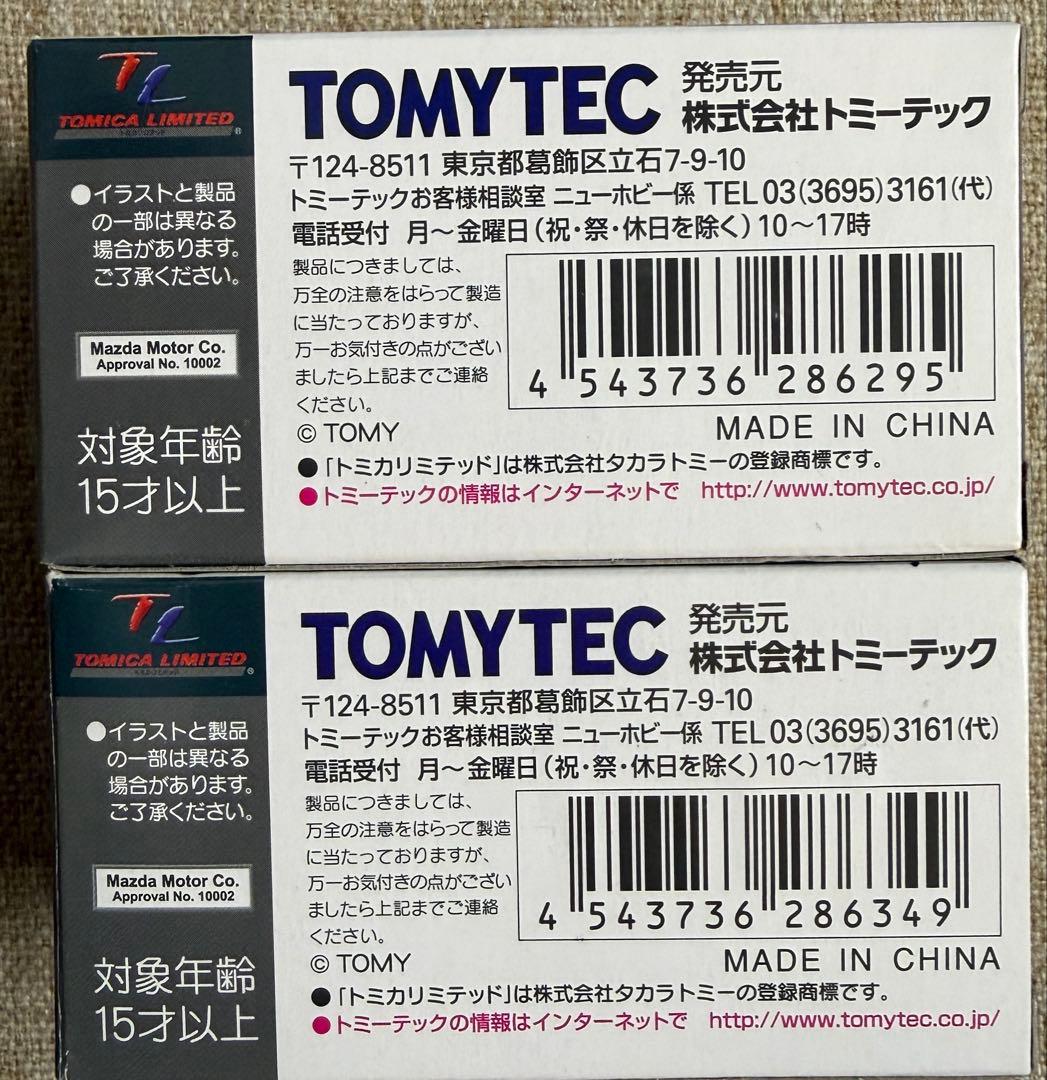 TL
TOMICA LIMITED
®
●イラストと製品
の一部は異なる
場合があります。
ご了承ください。
Mazda Motor Co.
Approval No. 10002
対象年齢
15才以上
TOMYTEC
発売元
株式会社トミーテック
〒124-8511 東京都葛飾区立石7-9-10
トミーテックお客様相談室 ニューホビー係 TEL 03(3695)3161(代)
電話受付 月〜金曜日(祝・祭・休日を除く)10〜17時
製品につきましては、
万全の注意をはらって製造
に当たっておりますが、
万一お気付きの点がござい
ましたら上記までご連絡
ください。
© TOMY
4 543736 286295
MADE IN CHINA
●「トミカリミテッド」は株式会社タカラトミーの登録商標です。
●トミーテックの情報はインターネットで http://www.tomytec.co.jp/
TL
TOMICA LIMITED
®
●イラストと製品
の一部は異なる
場合があります。
ご了承ください。
Mazda Motor Co.
Approval No. 10002
対象年齢
15才以上
TOMYTEC
発売元
株式会社トミーテック
〒124-8511 東京都葛飾区立石7-9-10
トミーテックお客様相談室 ニューホビー係 TEL 03(3695)3161(代)
電話受付 月〜金曜日(祝・祭・休日を除く)10〜17時
製品につきましては、
万全の注意をはらって製造
に当たっておりますが、
万一お気付きの点がござい
ましたら上記までご連絡
ください。
© TOMY
4 543736 286349
MADE IN CHINA
●「トミカリミテッド」は株式会社タカラトミーの登録商標です。
●トミーテックの情報はインターネットで http://www.tomytec.co.jp/